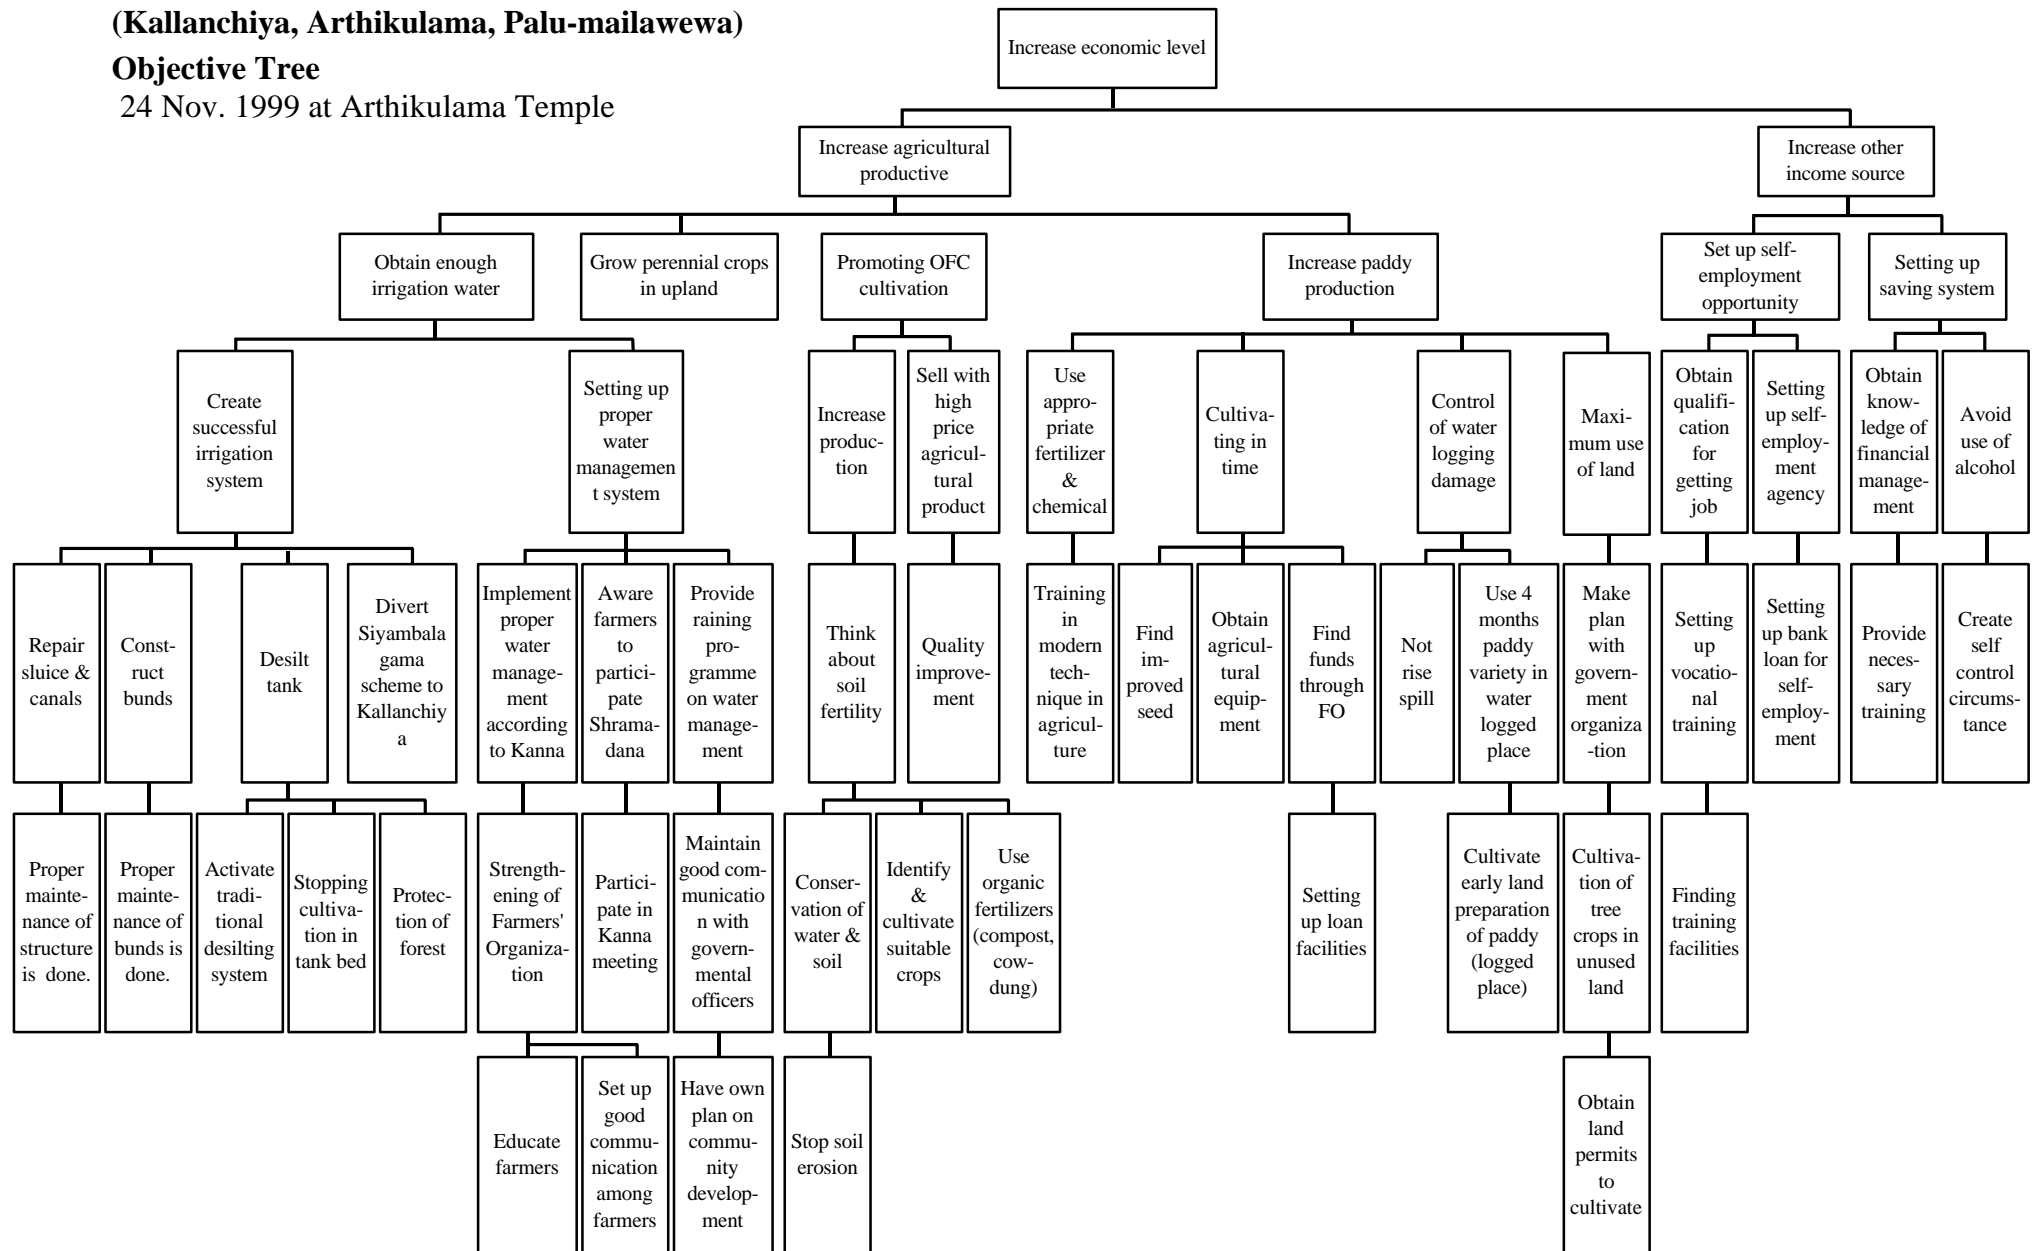 (Kallanchiya, Arthikulama, Palu-mailawewa)
Objective Tree
24 Nov. 1999 at Arthikulama Temple
Increase economic level
Increase agricultural
productive
Increase other
income source
Obtain enough
irrigation water
Grow perennial crops
in upland
Promoting OFC
cultivation
Increase paddy
production
Set up self-
employment
opportunity
Setting up
saving system
Create
successful
irrigation
system
Setting up
proper
water
managemen
t system
Increase
produc-
tion
Sell with
high
price
agricul-
tural
product
Use
appro-
priate
fertilizer
&
chemical
Cultiva-
ting in
time
Control
of water
logging
damage
Maxi-
mum use
of land
Obtain
qualifi-
cation
for
getting
job
Setting
up self-
employ-
ment
agency
Obtain
know-
ledge of
financial
manage-
ment
Avoid
use of
alcohol
Repair
sluice &
canals
Const-
ruct
bunds
Desilt
tank
Divert
Siyambala
gama
scheme to
Kallanchiy
a
Implement
proper
water
manage-
ment
according
to Kanna
Aware
farmers
to
partici-
pate
Shrama-
dana
Provide
raining
pro-
gramme
on water
manage-
ment
Think
about
soil
fertility
Quality
improve-
ment
Training
in
modern
tech-
nique in
agricul-
ture
Find
im-
proved
seed
Obtain
agricul-
tural
equip-
ment
Find
funds
through
FO
Not
rise
spill
Use 4
months
paddy
variety in
water
logged
place
Make
plan
with
govern-
ment
organiza
-tion
Setting
up
vocatio-
nal
training
Setting
up bank
loan for
self-
employ-
ment
Provide
neces-
sary
training
Create
self
control
circums-
tance
Proper
mainte-
nance of
structure
is done.
Proper
mainte-
nance of
bunds is
done.
Activate
tradi-
tional
desilting
system
Stopping
cultiva-
tion in
tank bed
Protec-
tion of
forest
Strength-
ening of
Farmers'
Organiza-
tion
Partici-
pate in
Kanna
meeting
Maintain
good com-
municatio
n with
govern-
mental
officers
Conser-
vation of
water &
soil
Identify
&
cultivate
suitable
crops
Use
organic
fertilizers
(compost,
cow-
dung)
Setting
up loan
facilities
Cultivate
early land
preparation
of paddy
(logged
place)
Cultiva-
tion of
tree
crops in
unused
land
Finding
training
facilities
Educate
farmers
Set up
good
commu-
nication
among
farmers
Have own
plan on
commu-
nity
develop-
ment
Stop soil
erosion
Obtain
land
permits
to
cultivate